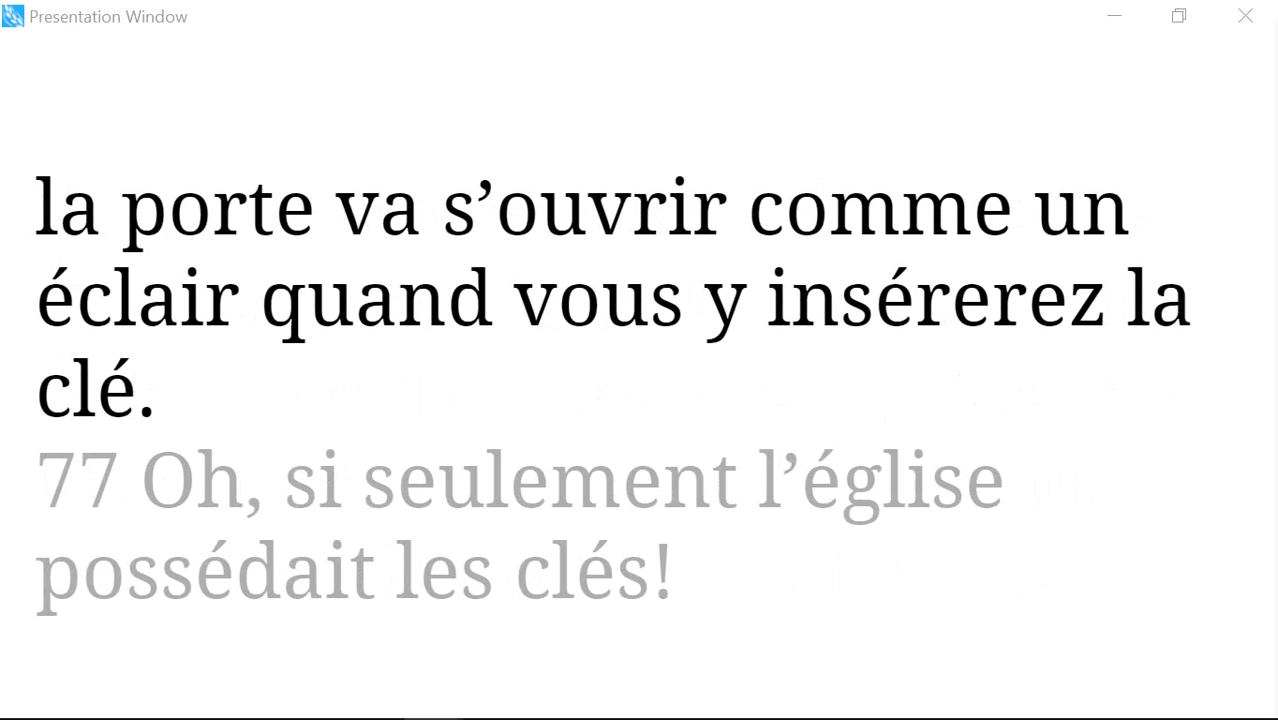 Presentation Window
la porte va s’ouvrir comme un
éclair quand vous y insérerez la
clé.
77 Oh, si seulement l’église
possédait les clés!